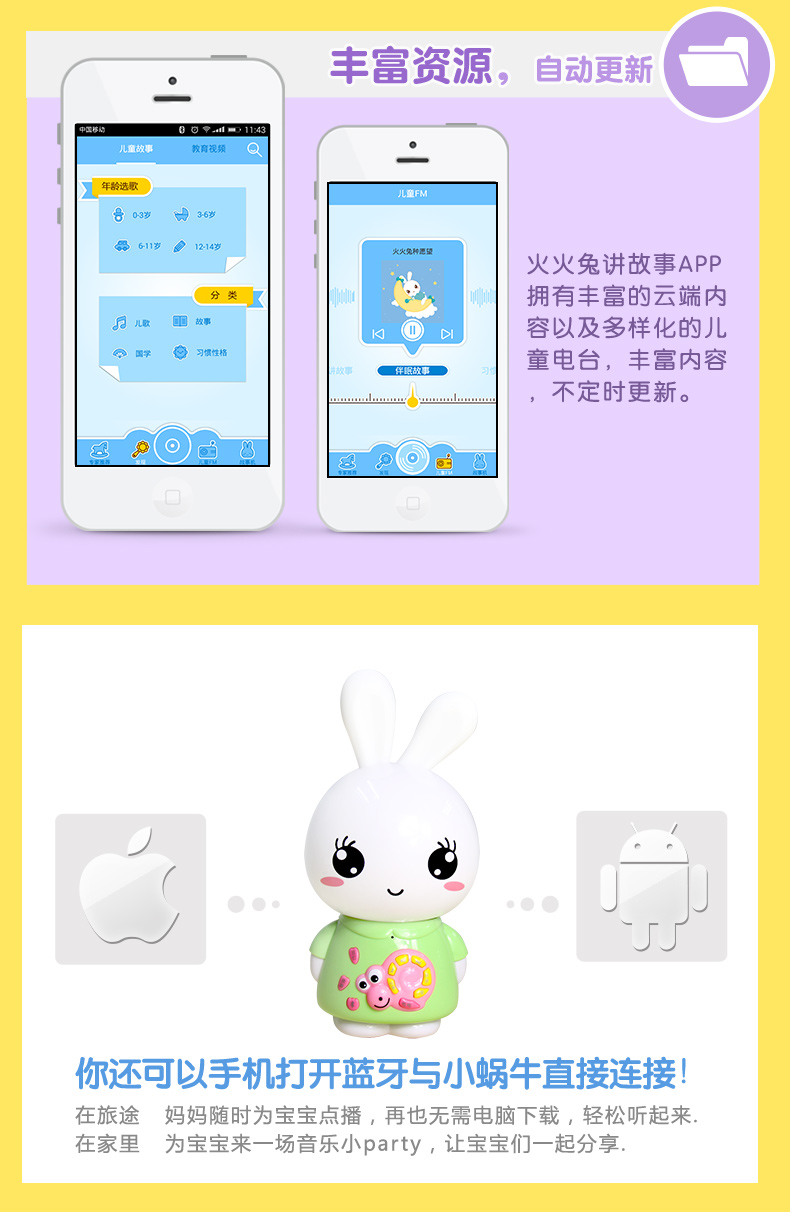 丰富资源，自动更新
中国移动 11:43
儿童故事 教育视频
年龄选歌
0-3岁 3-6岁
6-11岁 12-14岁
分 类
儿歌 故事
国学 习惯性格
专家推荐 发现 儿童FM 故事机
儿童FM
火火兔种愿望
讲故事 伴眠故事 习惯
专家推荐 发现 儿童FM 故事机
火火兔讲故事APP
拥有丰富的云端内
容以及多样化的儿
童电台，丰富内容
，不定时更新。
你还可以手机打开蓝牙与小蜗牛直接连接！
在旅途 妈妈随时为宝宝点播，再也无需电脑下载，轻松听起来.
在家里 为宝宝来一场音乐小party，让宝宝们一起分享.